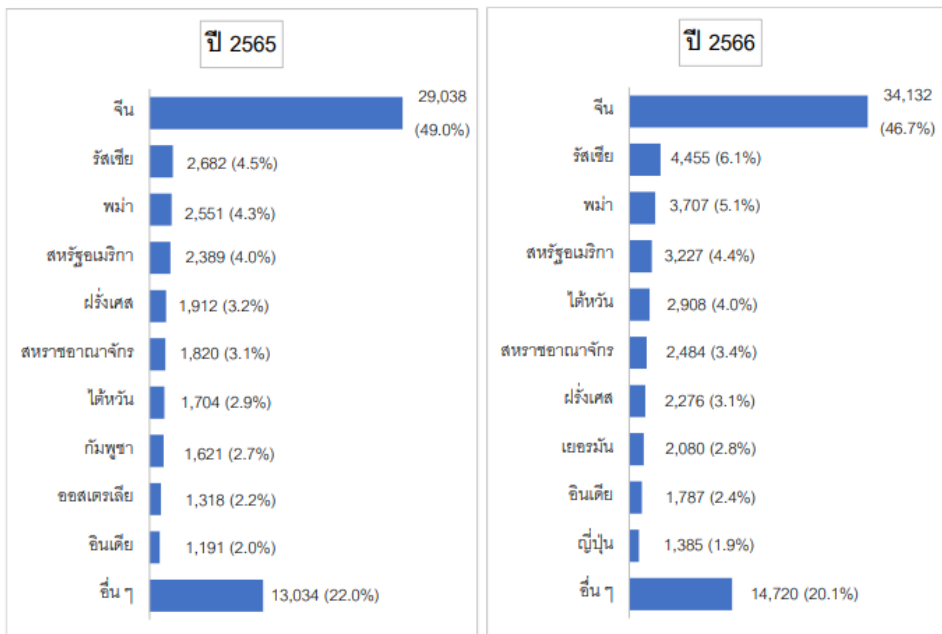 ปี 2565
จีน 29,038
(49.0%)
รัสเซีย 2,682 (4.5%)
พม่า 2,551 (4.3%)
สหรัฐอเมริกา 2,389 (4.0%)
ฝรั่งเศส 1,912 (3.2%)
สหราชอาณาจักร 1,820 (3.1%)
ไต้หวัน 1,704 (2.9%)
กัมพูชา 1,621 (2.7%)
ออสเตรเลีย 1,318 (2.2%)
อินเดีย 1,191 (2.0%)
อื่น ๆ 13,034 (22.0%)
ปี 2566
จีน 34,132
(46.7%)
รัสเซีย 4,455 (6.1%)
พม่า 3,707 (5.1%)
สหรัฐอเมริกา 3,227 (4.4%)
ไต้หวัน 2,908 (4.0%)
สหราชอาณาจักร 2,484 (3.4%)
ฝรั่งเศส 2,276 (3.1%)
เยอรมัน 2,080 (2.8%)
อินเดีย 1,787 (2.4%)
ญี่ปุ่น 1,385 (1.9%)
อื่น ๆ 14,720 (20.1%)